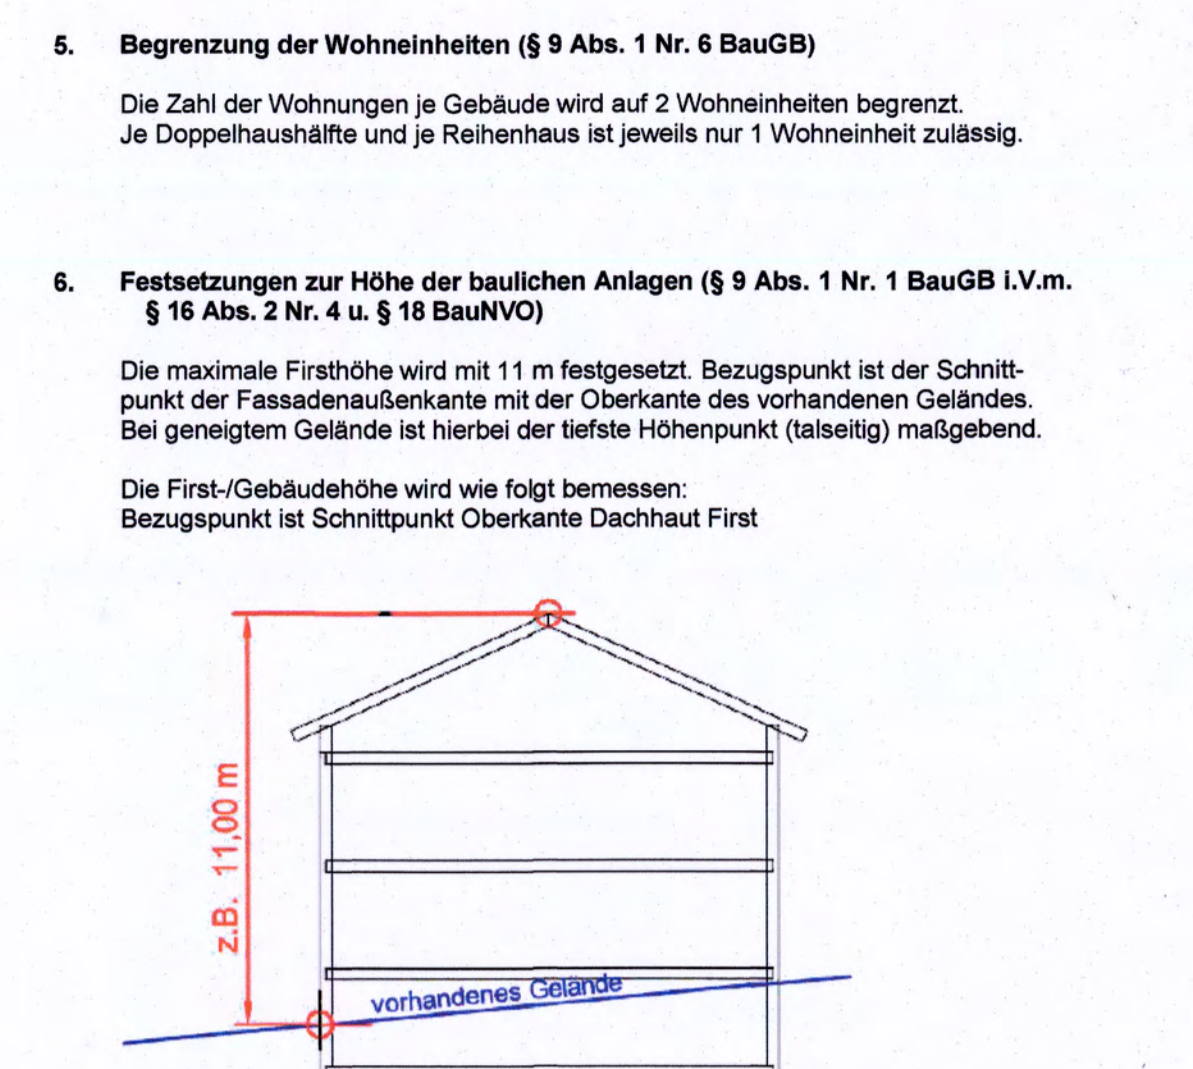 5. Begrenzung der Wohneinheiten (§ 9 Abs. 1 Nr. 6 BauGB)
Die Zahl der Wohnungen je Gebäude wird auf 2 Wohneinheiten begrenzt.
Je Doppelhaushälfte und je Reihenhaus ist jeweils nur 1 Wohneinheit zulässig.
6. Festsetzungen zur Höhe der baulichen Anlagen (§ 9 Abs. 1 Nr. 1 BauGB i.V.m.
§ 16 Abs. 2 Nr. 4 u. § 18 BauNVO)
Die maximale Firsthöhe wird mit 11 m festgesetzt. Bezugspunkt ist der Schnitt-
punkt der Fassadenaußenkante mit der Oberkante des vorhandenen Geländes.
Bei geneigtem Gelände ist hierbei der tiefste Höhenpunkt (talseitig) maßgebend.
Die First-/Gebäudehöhe wird wie folgt bemessen:
Bezugspunkt ist Schnittpunkt Oberkante Dachhaut First
z.B. 11,00 m
vorhandenes Gelände